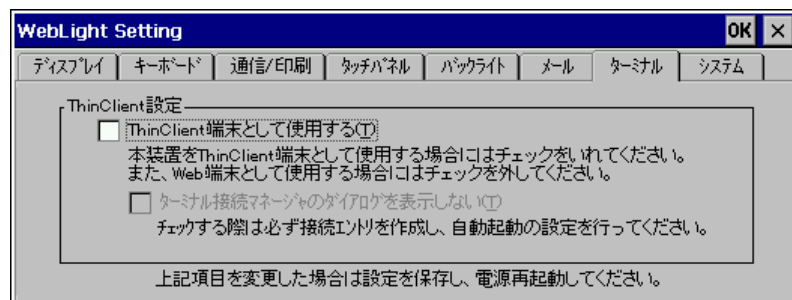 WebLight Setting OK ×
ディスプレイ キーボード 通信/印刷 タッチパネル バックライト メール ターミナル システム
ThinClient設定
ThinClient端末として使用する(T)
本装置をThinClient端末として使用する場合にはチェックをいれてください。
また、Web端末として使用する場合にはチェックを外してください。
ターミナル接続マネージャのダイアログを表示しない(T)
チェックする際は必ず接続エントリを作成し、自動起動の設定を行ってください。
上記項目を変更した場合は設定を保存し、電源再起動してください。